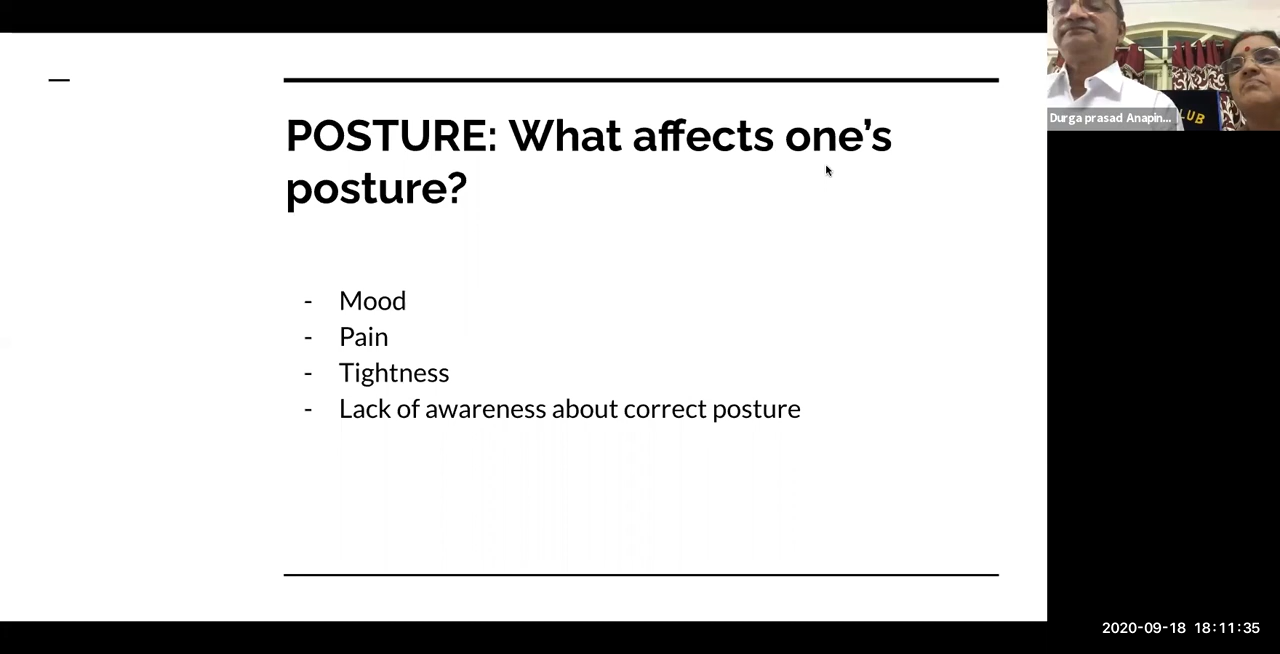 POSTURE: What affects one’s
posture?
- Mood
- Pain
- Tightness
- Lack of awareness about correct posture
Durga prasad Anapin...
LUB
2020-09-18 18:11:35